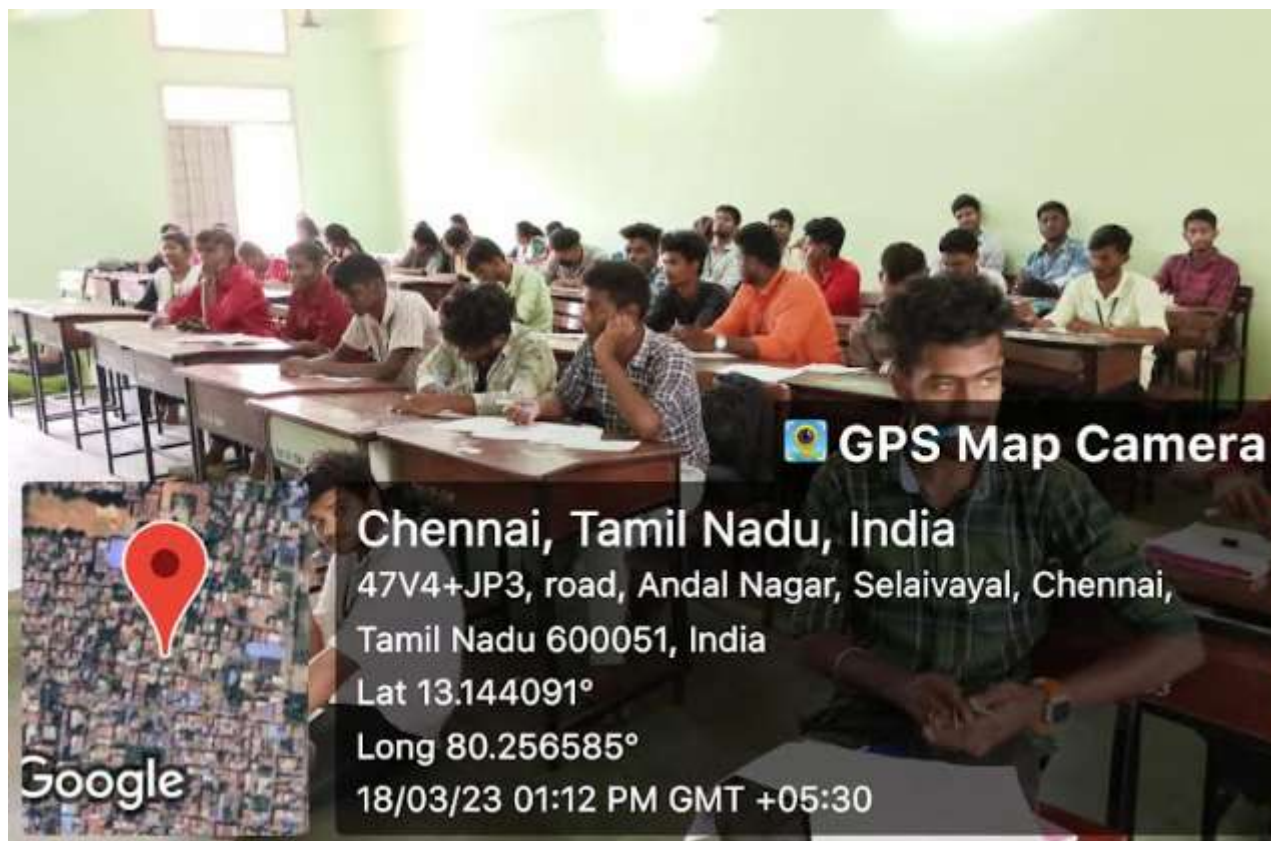 GPS Map Camera
Chennai, Tamil Nadu, India
47V4+JP3, road, Andal Nagar, Selaivayal, Chennai,
Tamil Nadu 600051, India
Lat 13.144091°
Long 80.256585°
18/03/23 01:12 PM GMT +05:30
Google